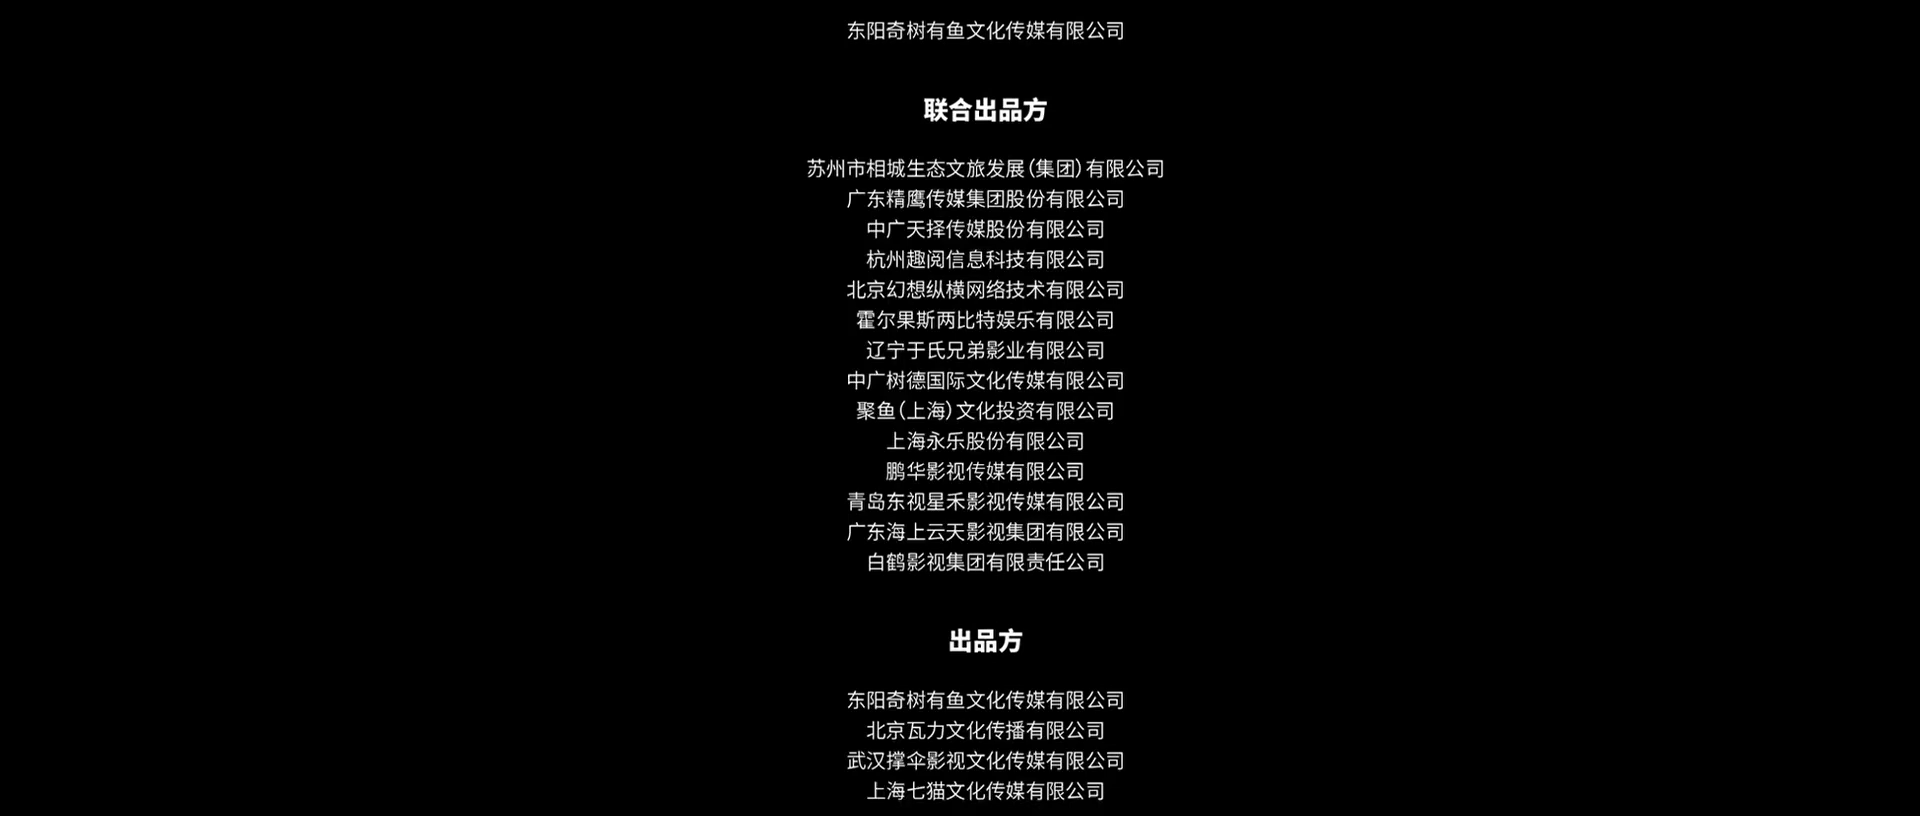 东阳奇树有鱼文化传媒有限公司
联合出品方
苏州市相城生态文旅发展(集团)有限公司
广东精鹰传媒集团股份有限公司
中广天择传媒股份有限公司
杭州趣阅信息科技有限公司
北京幻想纵横网络技术有限公司
霍尔果斯两比特娱乐有限公司
辽宁于氏兄弟影业有限公司
中广树德国际文化传媒有限公司
聚鱼(上海)文化投资有限公司
上海永乐股份有限公司
鹏华影视传媒有限公司
青岛东视星禾影视传媒有限公司
广东海上云天影视集团有限公司
白鹤影视集团有限责任公司
出品方
东阳奇树有鱼文化传媒有限公司
北京瓦力文化传播有限公司
武汉撑伞影视文化传媒有限公司
上海七猫文化传媒有限公司